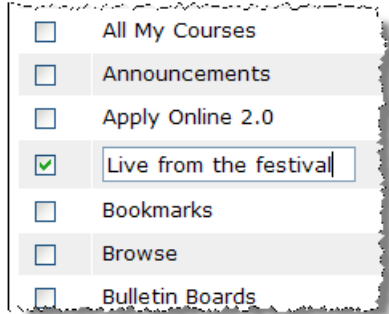 All My Courses
Announcements
Apply Online 2.0
Live from the festival
Bookmarks
Browse
Bulletin Boards